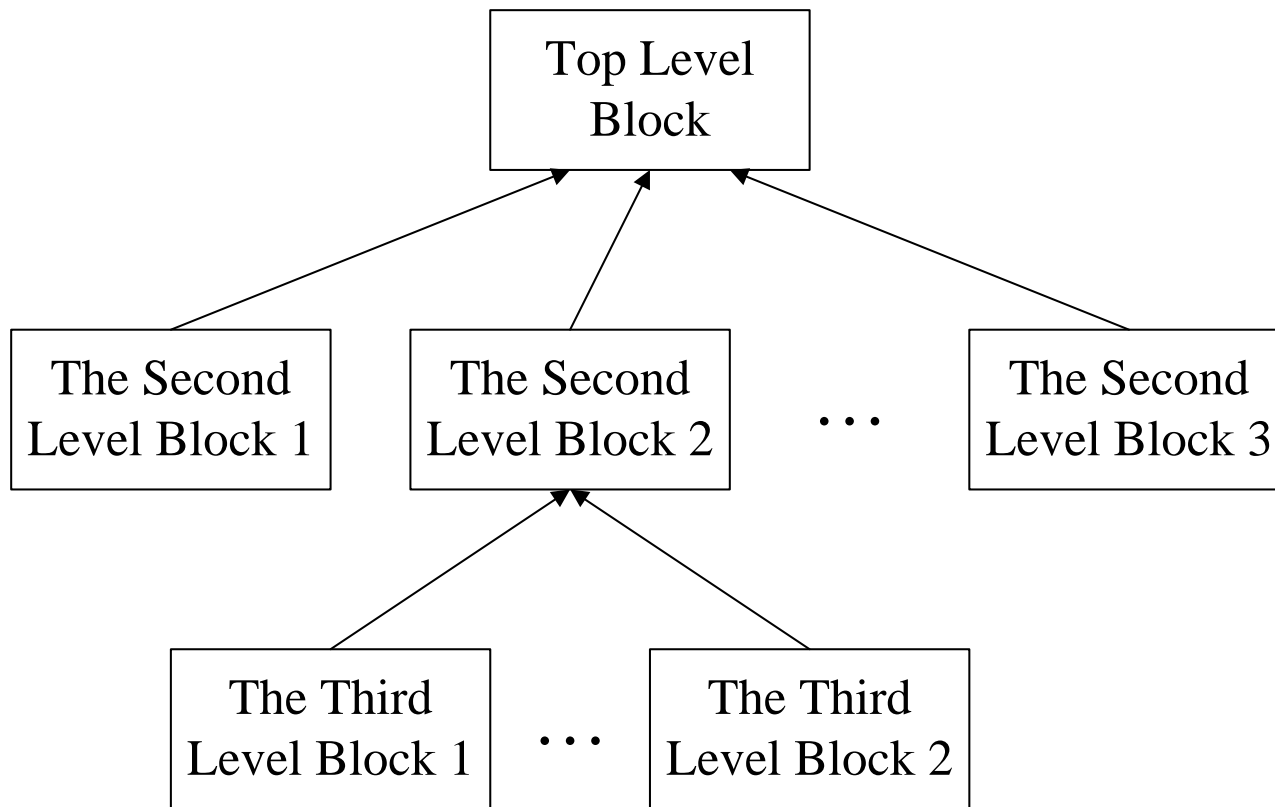 Top Level
Block
The Second
Level Block 1
The Second
Level Block 2
...
The Second
Level Block 3
The Third
Level Block 1
...
The Third
Level Block 2